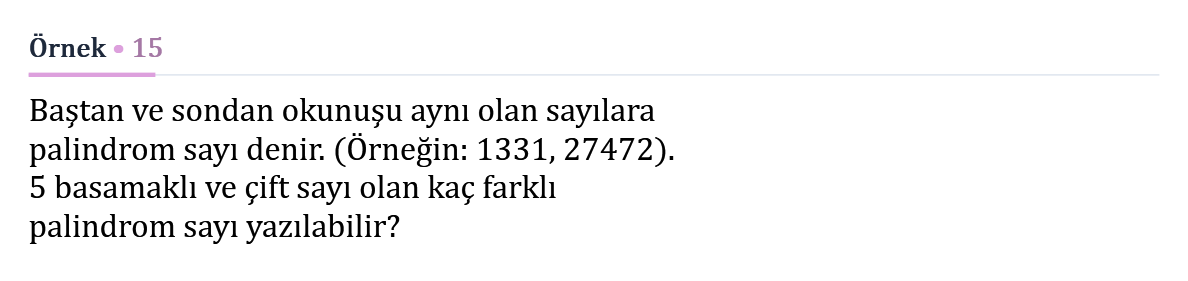 Örnek • 15
Baştan ve sondan okunuşu aynı olan sayılara
palindrom sayı denir. (Örneğin: 1331, 27472).
5 basamaklı ve çift sayı olan kaç farklı
palindrom sayı yazılabilir?